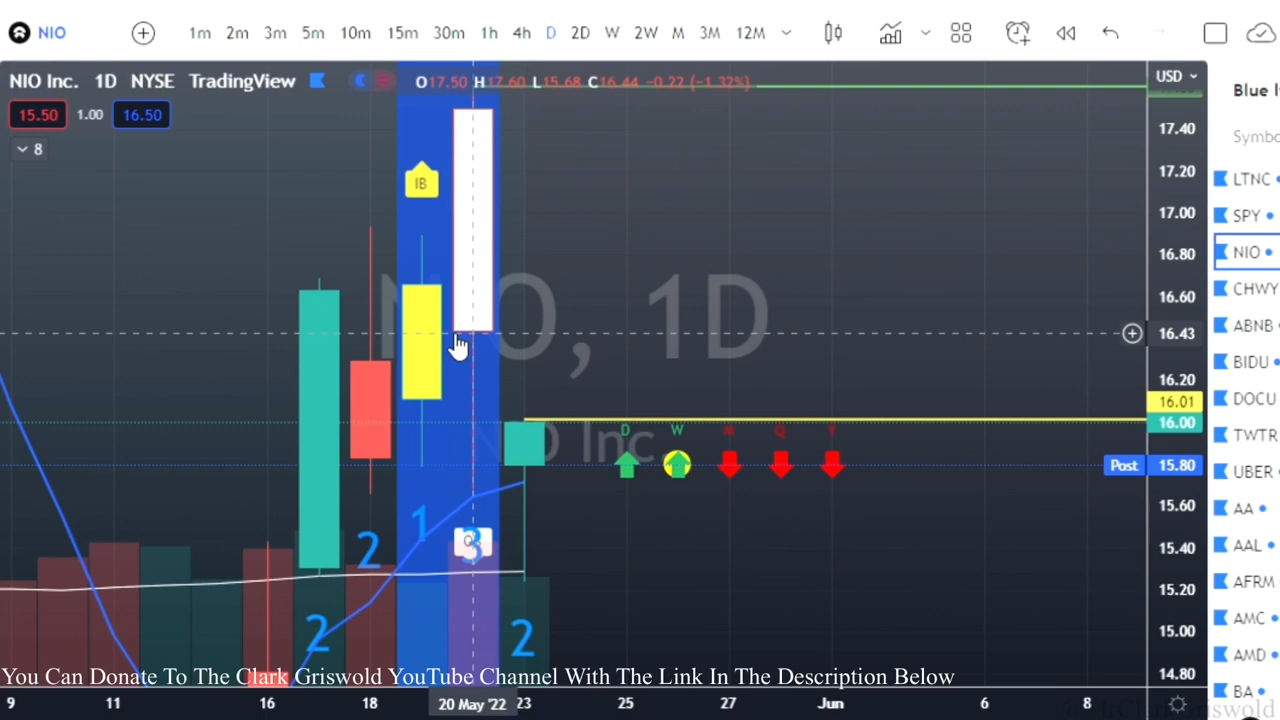 NIO
1m 2m 3m 5m 10m 15m 30m 1h 4h D 2D W 2W M 3M 12M
NIO Inc. 1D NYSE TradingView O17.50 H17.60 L15.68 C16.44 −0.22 (−1.32%)
USD
15.50 1.00 16.50
8
17.40
17.20
17.00
16.80
16.60
16.43
16.20
16.01
16.00
Post 15.80
15.60
15.40
15.20
15.00
14.80
IB
NIO, 1D
NIO Inc
D W M Q Y
2
2
1
3
2
Blue
Symbo
LTNC
SPY
NIO
CHWY
ABNB
BIDU
DOCU
TWTR
UBER
AA
AAL
AFRM
AMC
AMD
BA
You Can Donate To The Clark Griswold YouTube Channel With The Link In The Description Below
9 11 16 18 20 May '22 23 25 27 Jun 6 8